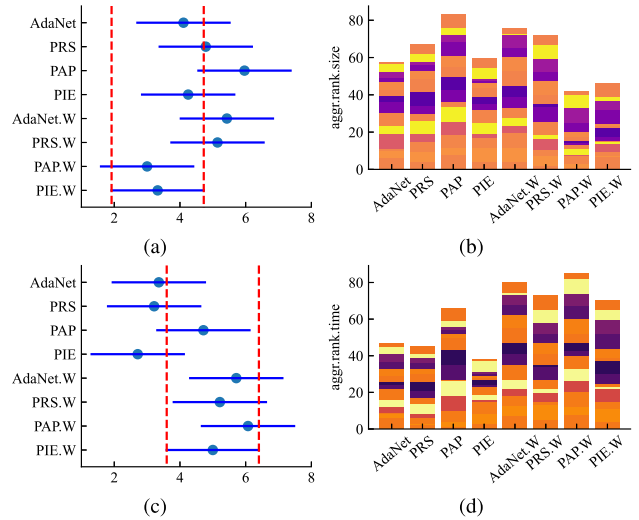 AdaNet
PRS
PAP
PIE
AdaNet.W
PRS.W
PAP.W
PIE.W
2 4 6 8
(a)
aggr.rank.size
80
60
40
20
0
AdaNet PRS PAP PIE AdaNet.W PRS.W PAP.W PIE.W
(b)
AdaNet
PRS
PAP
PIE
AdaNet.W
PRS.W
PAP.W
PIE.W
2 4 6 8
(c)
aggr.rank.time
80
60
40
20
0
AdaNet PRS PAP PIE AdaNet.W PRS.W PAP.W PIE.W
(d)